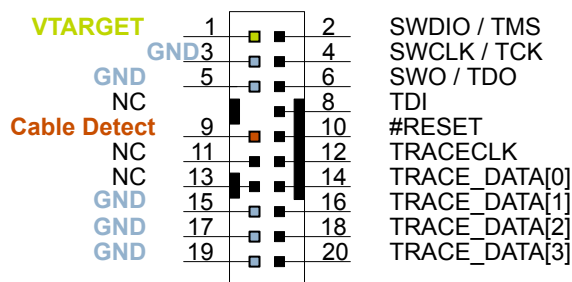 VTARGET 1 2 SWDIO / TMS
GND 3 4 SWCLK / TCK
GND 5 6 SWO / TDO
NC 8 TDI
Cable Detect 9 10 #RESET
NC 11 12 TRACECLK
NC 13 14 TRACE_DATA[0]
GND 15 16 TRACE_DATA[1]
GND 17 18 TRACE_DATA[2]
GND 19 20 TRACE_DATA[3]